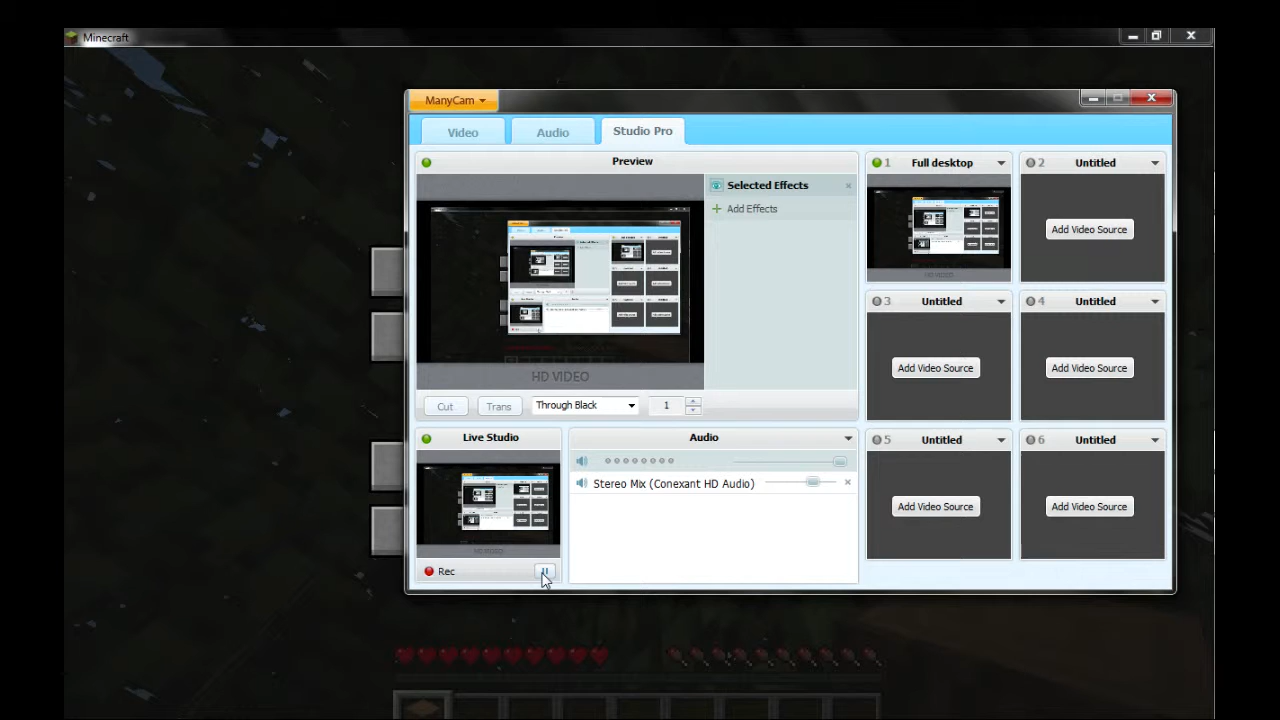 Minecraft
ManyCam
Video
Audio
Studio Pro
Preview
Selected Effects
Add Effects
HD VIDEO
Cut
Trans
Through Black
1
Live Studio
Rec
Audio
Stereo Mix (Conexant HD Audio)
1 Full desktop
HD VIDEO
2 Untitled
Add Video Source
3 Untitled
Add Video Source
4 Untitled
Add Video Source
5 Untitled
Add Video Source
6 Untitled
Add Video Source